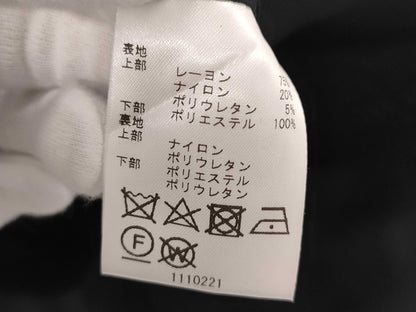 表地
上部 レーヨン 75%
ナイロン 20%
ポリウレタン 5%
下部 ポリエステル 100%
裏地
上部 ナイロン
ポリウレタン
下部 ポリエステル
ポリウレタン
F
W
1110221